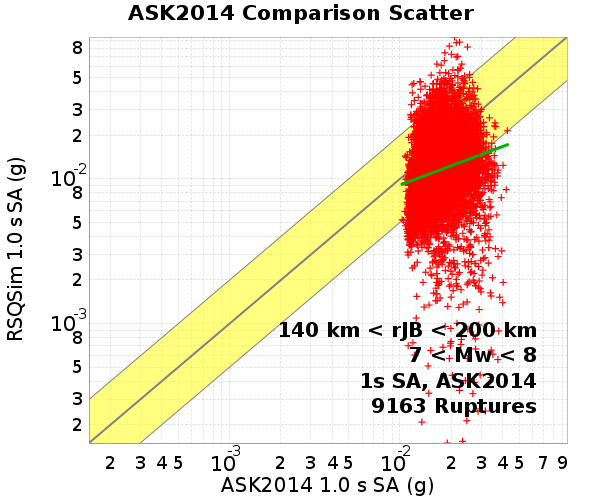 ASK2014 Comparison Scatter
RSQSim 1.0 s SA (g)
8
5
3
2
10-2
8
5
3
2
10-3
8
5
3
2
140 km < rJB < 200 km
7 < Mw < 8
1s SA, ASK2014
9163 Ruptures
2 3 4 5 10-3 2 3 4 5 7 10-2 2 3 4 5 7 9
ASK2014 1.0 s SA (g)